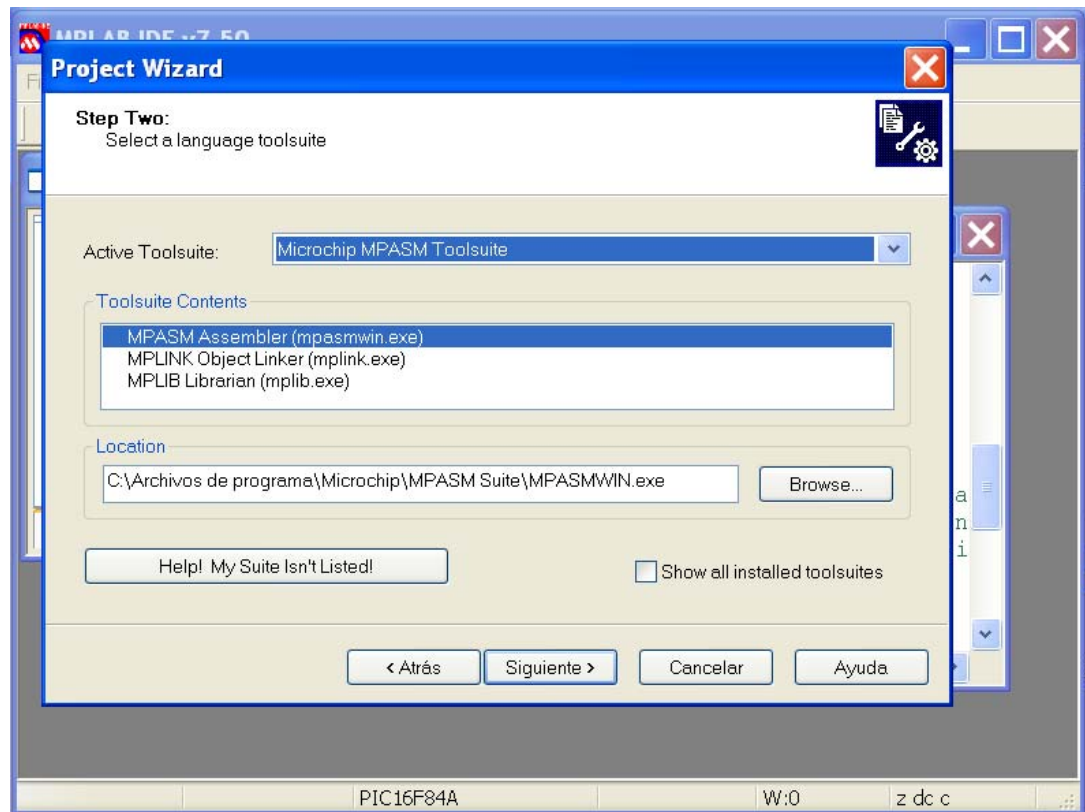 MPLAB IDE v7.50
Project Wizard
Step Two:
Select a language toolsuite
Active Toolsuite:
Microchip MPASM Toolsuite
Toolsuite Contents
MPASM Assembler (mpasmwin.exe)
MPLINK Object Linker (mplink.exe)
MPLIB Librarian (mplib.exe)
Location
C:\Archivos de programa\Microchip\MPASM Suite\MPASMWIN.exe
Browse...
a
n
i
Help! My Suite Isn't Listed!
Show all installed toolsuites
< Atrás
Siguiente >
Cancelar
Ayuda
PIC16F84A
W:0
z dc c